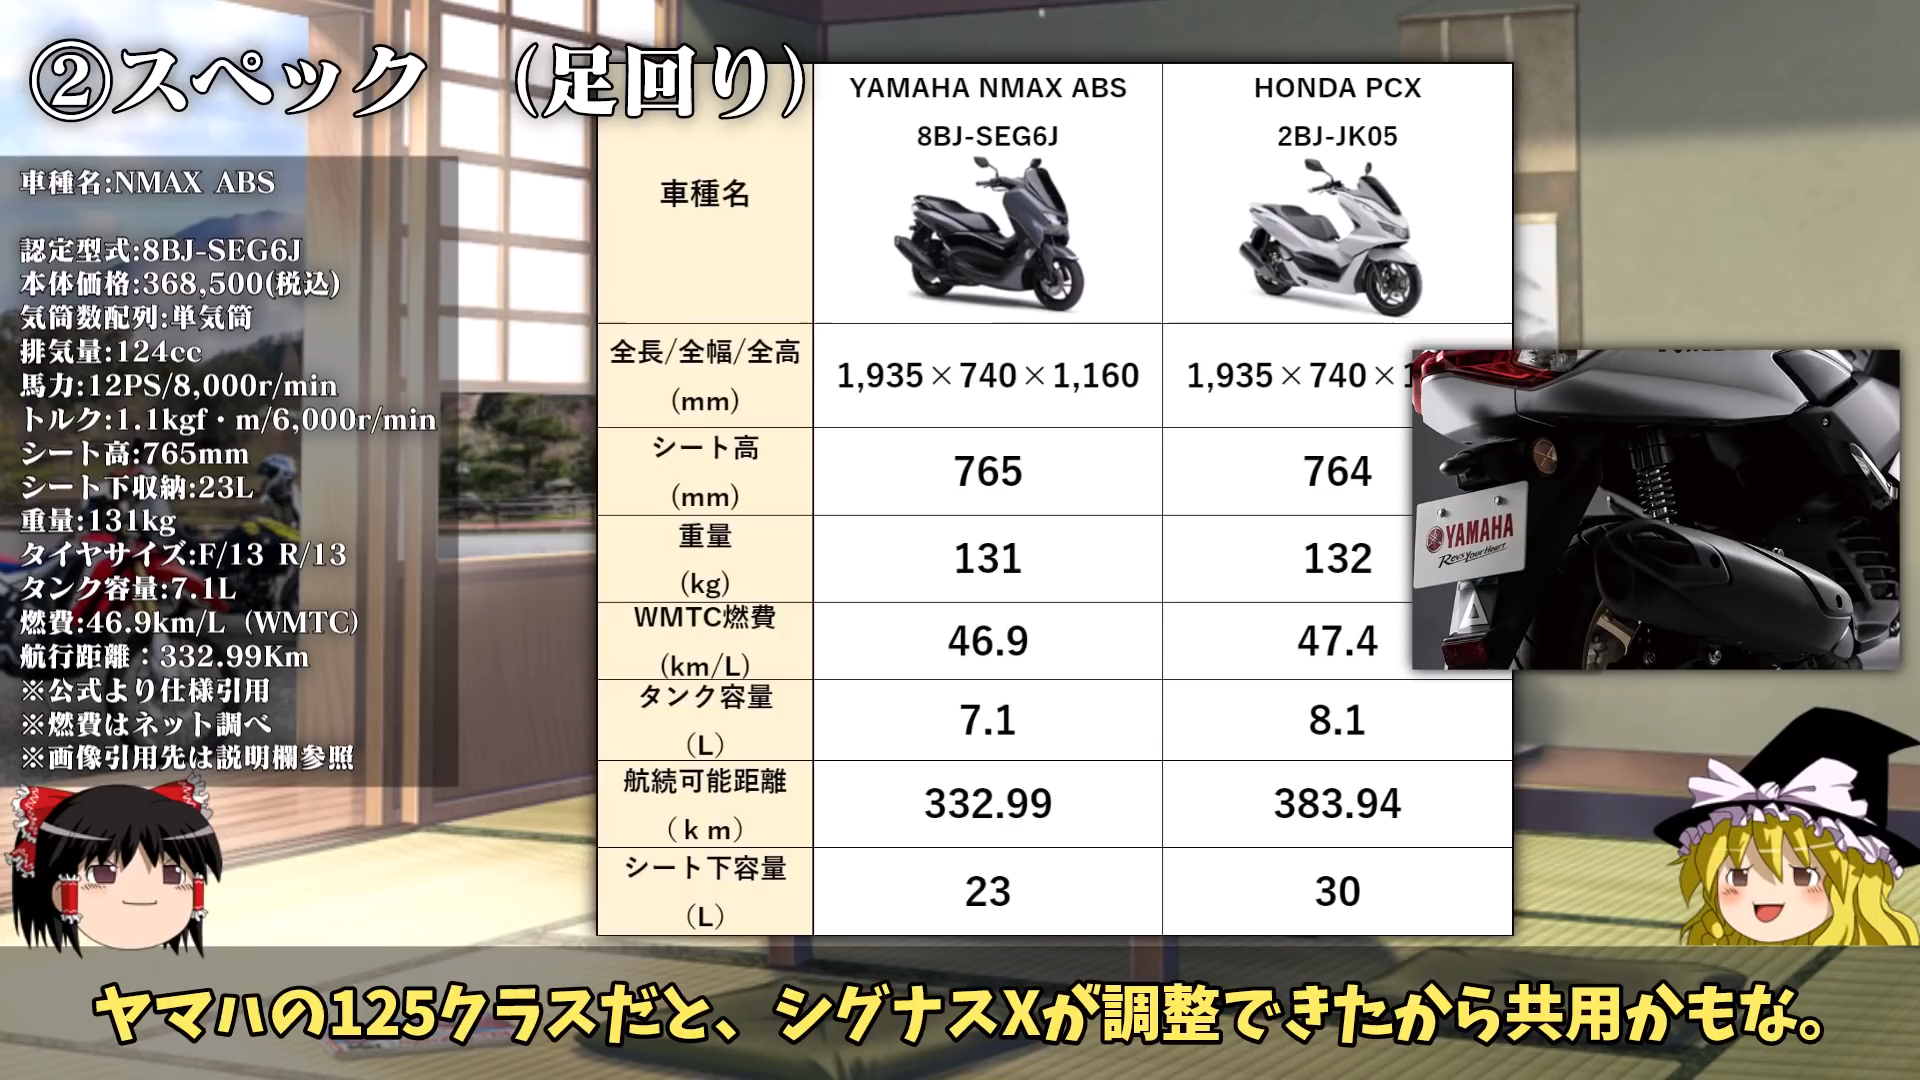 ②スペック （足回り）
車種名:NMAX ABS
認定型式:8BJ-SEG6J
本体価格:368,500(税込)
気筒数配列:単気筒
排気量:124cc
馬力:12PS/8,000r/min
トルク:1.1kgf・m/6,000r/min
シート高:765mm
シート下収納:23L
重量:131kg
タイヤサイズ:F/13 R/13
タンク容量:7.1L
燃費:46.9km/L (WMTC)
航行距離：332.99Km
※公式より仕様引用
※燃費はネット調べ
※画像引用先は説明欄参照
車種名
YAMAHA NMAX ABS
8BJ-SEG6J
HONDA PCX
2BJ-JK05
全長/全幅/全高
(mm)
1,935×740×1,160
1,935×740×1
シート高
(mm)
765
764
重量
(kg)
131
132
WMTC燃費
(km/L)
46.9
47.4
タンク容量
（L）
7.1
8.1
航続可能距離
（ｋｍ）
332.99
383.94
シート下容量
（L）
23
30
YAMAHA
Revs Your Heart
ヤマハの125クラスだと、シグナスXが調整できたから共用かもな。